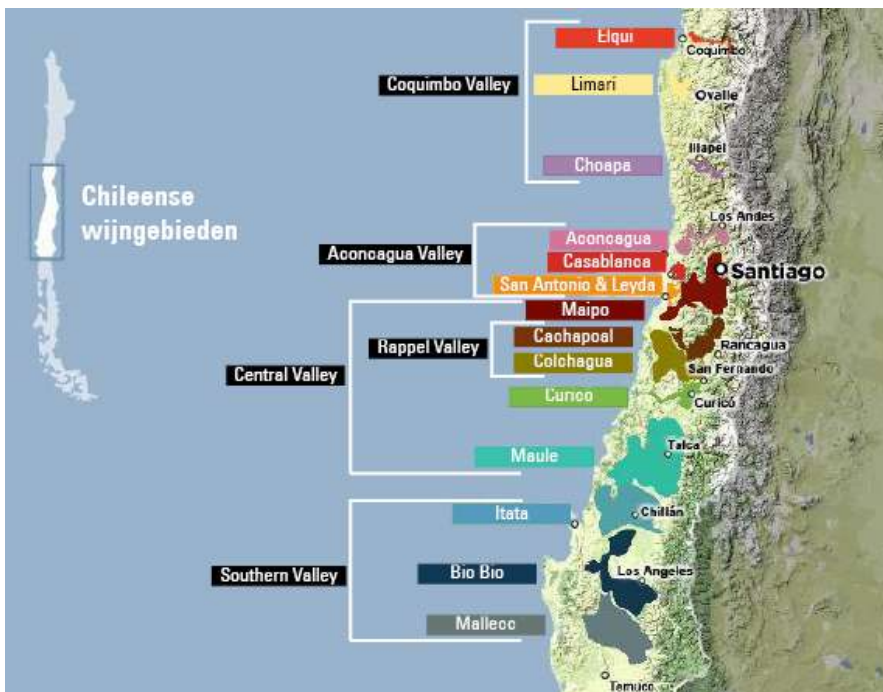 Elqui
Coquimbo
Coquimbo Valley
Limari
Ovalle
Illapel
Choapa
Chileense
wijngebieden
Los Andes
Aconcagua
Aconcagua Valley
Casablanca
Santiago
San Antonio & Leyda
Maipo
Cachapoal
Rappel Valley
Rancagua
Colchagua
San Fernando
Central Valley
Curico
Curicó
Talca
Maule
Itata
Chillán
Bio Bio
Southern Valley
Los Angeles
Mallecc
Temuco